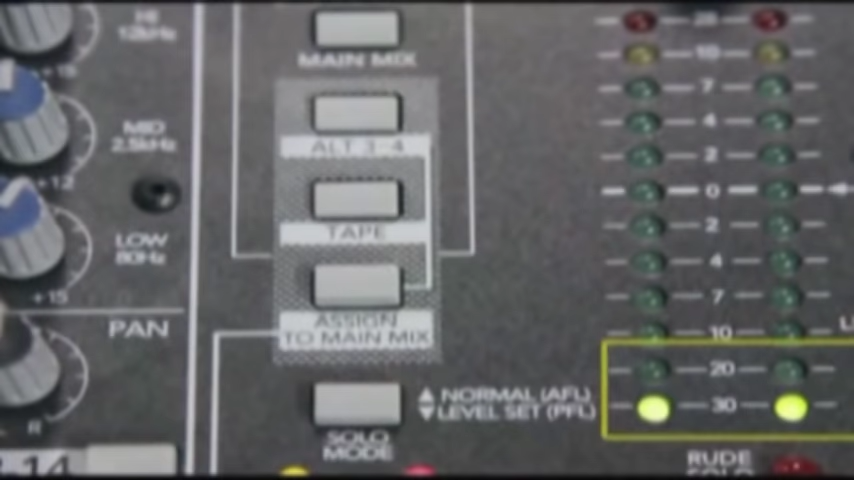 HI
12kHz
+15
MID
2.5kHz
+12
LOW
80Hz
+15
PAN
L R
-14
MAIN MIX
ALT 3-4
TAPE
ASSIGN
TO MAIN MIX
SOLO
MODE
NORMAL (AFL)
LEVEL SET (PFL)
28
10
7
4
2
0
2
4
7
10
20
30
RUDE
SOLO